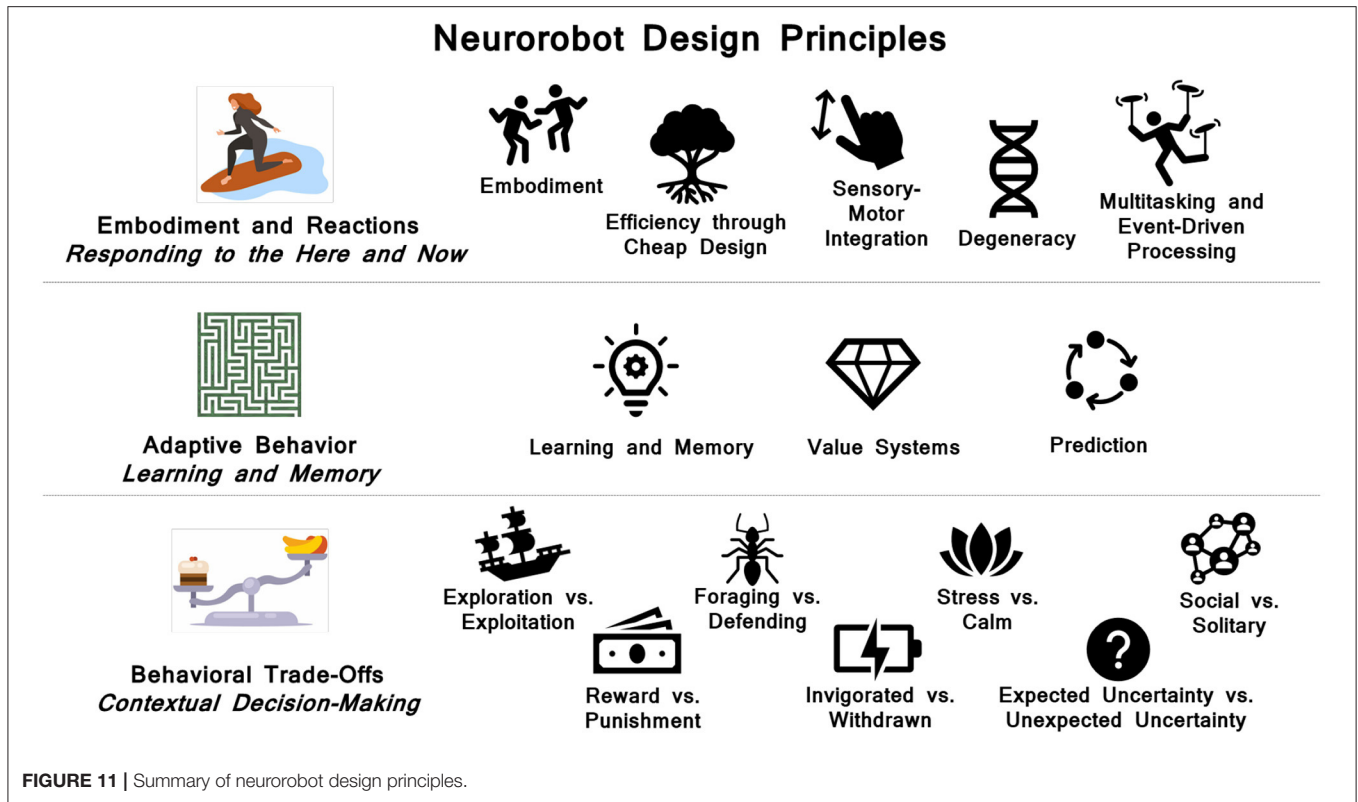 Neurorobot Design Principles
Embodiment and Reactions
Responding to the Here and Now
Embodiment
Efficiency through
Cheap Design
Sensory-
Motor
Integration
Degeneracy
Multitasking and
Event-Driven
Processing
Adaptive Behavior
Learning and Memory
Learning and Memory
Value Systems
Prediction
Behavioral Trade-Offs
Contextual Decision-Making
Exploration vs.
Exploitation
Reward vs.
Punishment
Foraging vs.
Defending
Invigorated vs.
Withdrawn
Stress vs.
Calm
?
Expected Uncertainty vs.
Unexpected Uncertainty
Social vs.
Solitary
FIGURE 11 | Summary of neurorobot design principles.